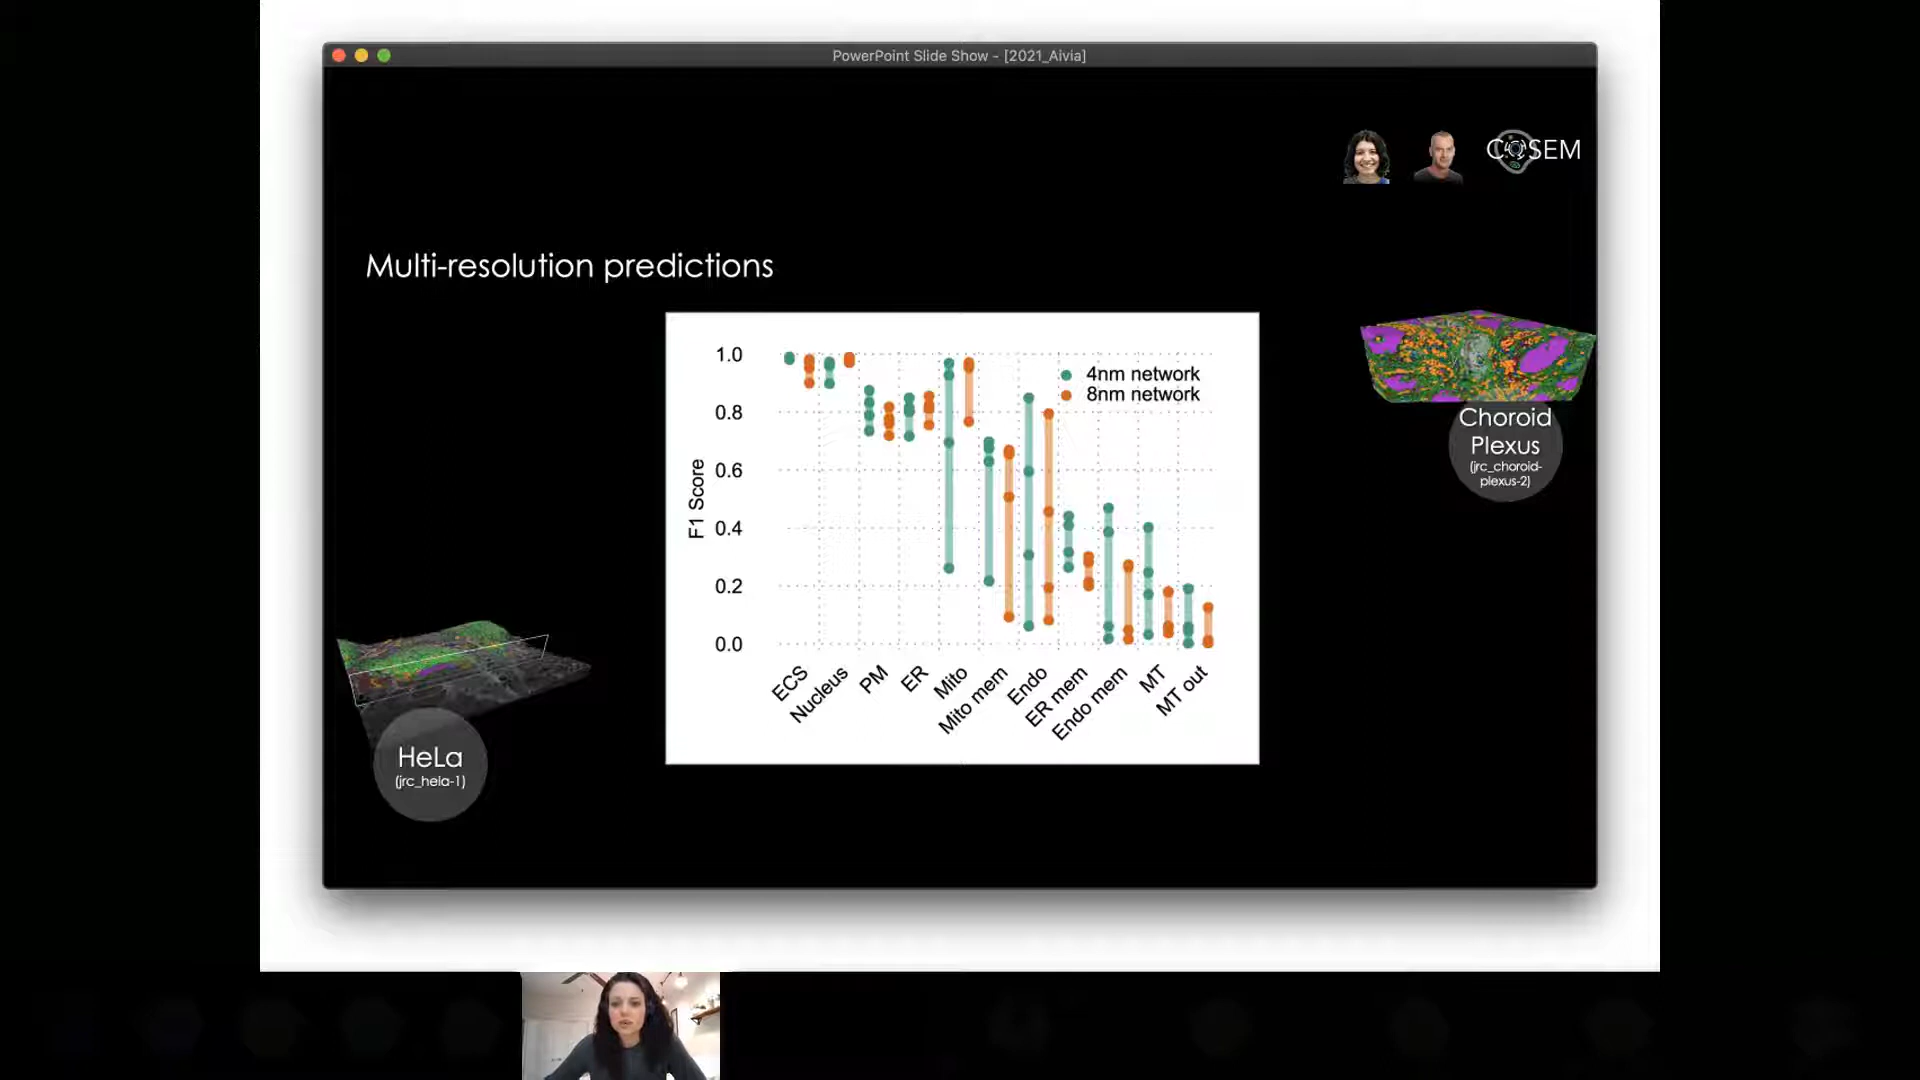 PowerPoint Slide Show - [2021_Aivia]
COSEM
Multi-resolution predictions
1.0
0.8
0.6
0.4
0.2
0.0
F1 Score
4nm network
8nm network
ECS
Nucleus
PM
ER
Mito
Mito mem
Endo
ER mem
Endo mem
MT
MT out
Choroid
Plexus
(jrc_choroid-
plexus-2)
HeLa
(jrc_hela-1)